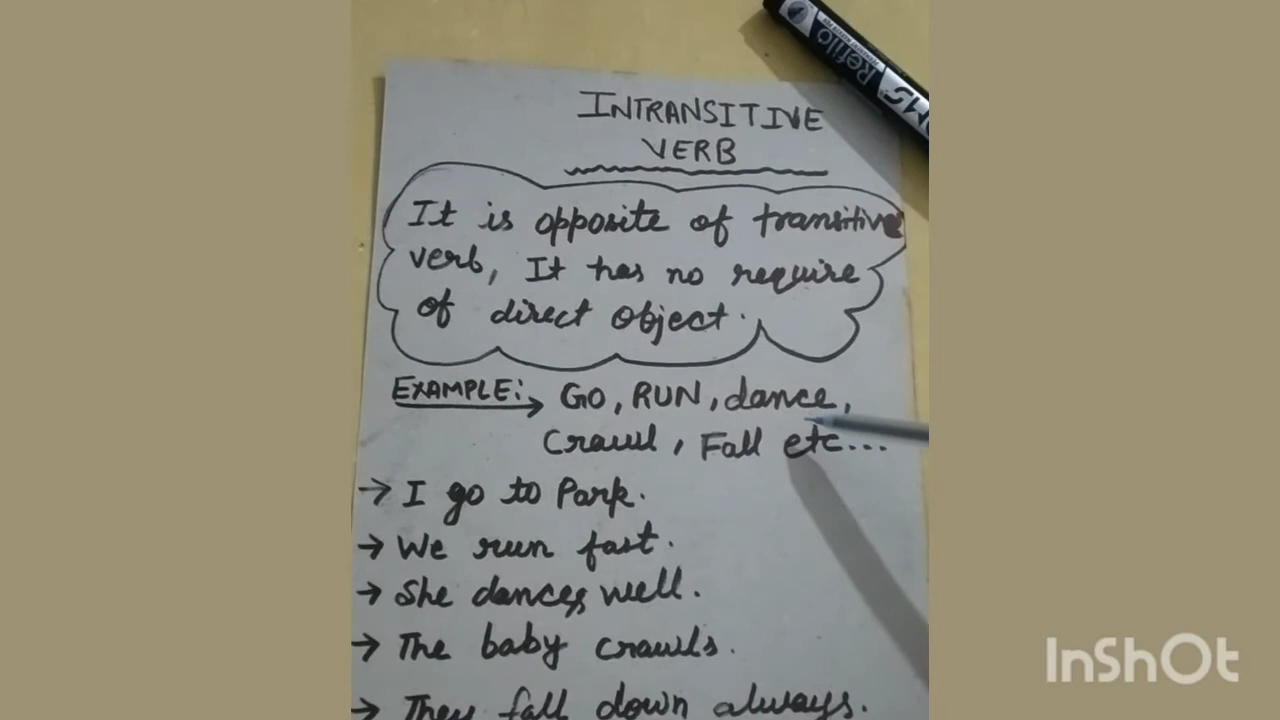 Refilo
OMS
INTRANSITIVE
VERB
It is opposite of transitive
verb, It has no require
of direct object.
EXAMPLE: → GO, RUN, dance,
Crawl, Fall etc...
→ I go to Park.
→ We run fast.
→ She dances well.
→ The baby crawls.
→ They fall down always.
InShOt